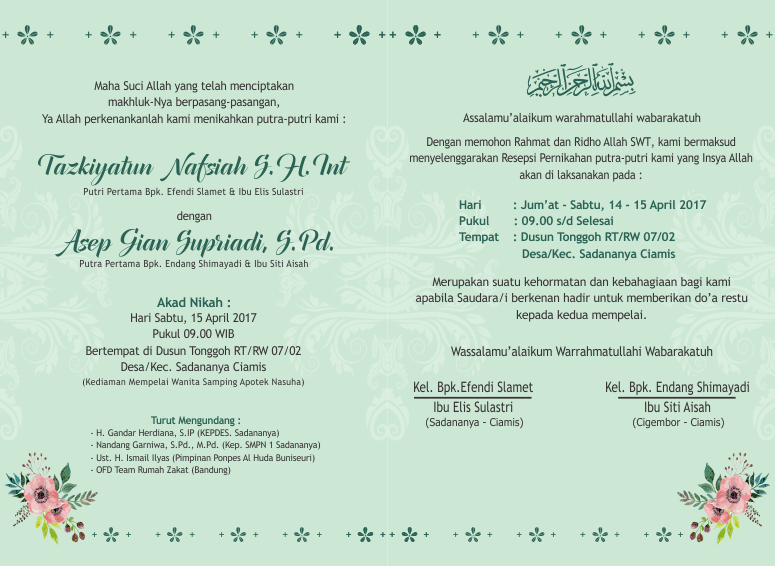 Maha Suci Allah yang telah menciptakan
makhluk-Nya berpasang-pasangan,
Ya Allah perkenankanlah kami menikahkan putra-putri kami :
Tazkiyatun Nafsiah S.H.Int
Putri Pertama Bpk. Efendi Slamet & Ibu Elis Sulastri
dengan
Asep Gian Supriadi, S.Pd.
Putra Pertama Bpk. Endang Shimayadi & Ibu Siti Aisah
Akad Nikah :
Hari Sabtu, 15 April 2017
Pukul 09.00 WIB
Bertempat di Dusun Tonggoh RT/RW 07/02
Desa/Kec. Sadananya Ciamis
(Kediaman Mempelai Wanita Samping Apotek Nasuha)
Turut Mengundang :
- H. Gandar Herdiana, S.IP (KEPDES. Sadananya)
- Nandang Garniwa, S.Pd., M.Pd. (Kep. SMPN 1 Sadananya)
- Ust. H. Ismail Ilyas (Pimpinan Ponpes Al Huda Buniseuri)
- OFD Team Rumah Zakat (Bandung)
بسم الله الرحمن الرحيم
Assalamu’alaikum warahmatullahi wabarakatuh
Dengan memohon Rahmat dan Ridho Allah SWT, kami bermaksud
menyelenggarakan Resepsi Pernikahan putra-putri kami yang Insya Allah
akan di laksanakan pada :
Hari : Jum’at - Sabtu, 14 - 15 April 2017
Pukul : 09.00 s/d Selesai
Tempat : Dusun Tonggoh RT/RW 07/02
Desa/Kec. Sadananya Ciamis
Merupakan suatu kehormatan dan kebahagiaan bagi kami
apabila Saudara/i berkenan hadir untuk memberikan do’a restu
kepada kedua mempelai.
Wassalamu’alaikum Warrahmatullahi Wabarakatuh
Kel. Bpk.Efendi Slamet
Ibu Elis Sulastri
(Sadananya - Ciamis)
Kel. Bpk. Endang Shimayadi
Ibu Siti Aisah
(Cigembor - Ciamis)